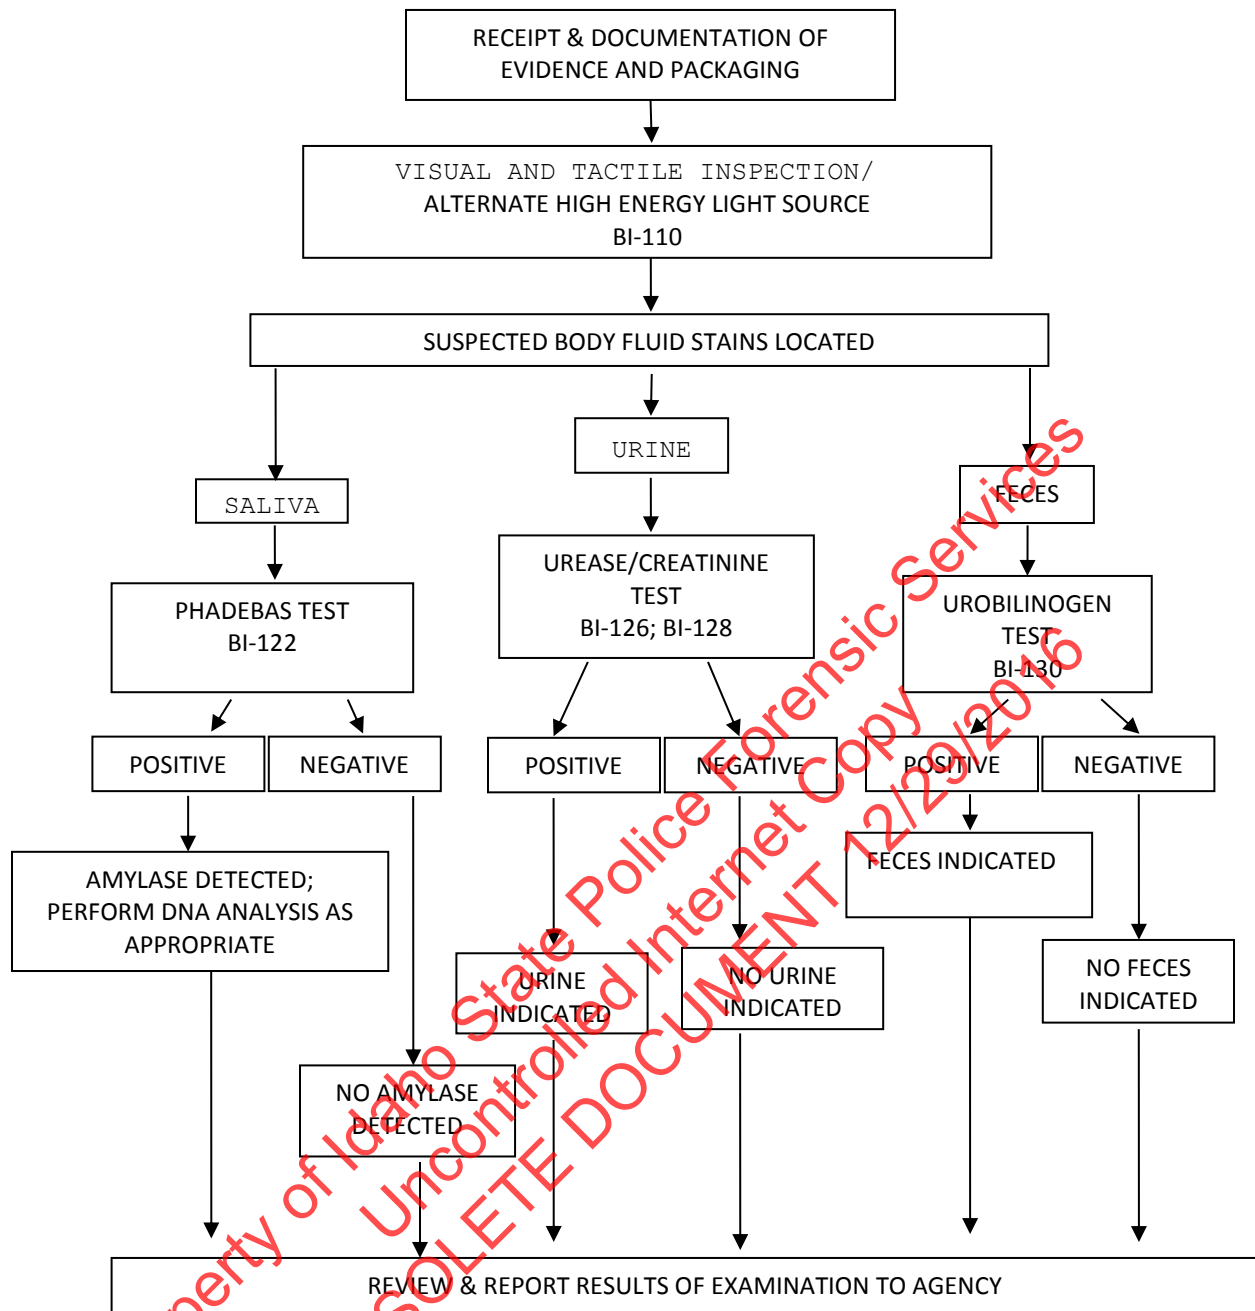 RECEIPT & DOCUMENTATION OF
EVIDENCE AND PACKAGING
VISUAL AND TACTILE INSPECTION/
ALTERNATE HIGH ENERGY LIGHT SOURCE
BI-110
SUSPECTED BODY FLUID STAINS LOCATED
SALIVA
URINE
FECES
PHADEBAS TEST
BI-122
UREASE/CREATININE
TEST
BI-126; BI-128
UROBILINOGEN
TEST
BI-130
POSITIVE
NEGATIVE
POSITIVE
NEGATIVE
POSITIVE
NEGATIVE
AMYLASE DETECTED;
PERFORM DNA ANALYSIS AS
APPROPRIATE
NO AMYLASE
DETECTED
URINE
INDICATED
NO URINE
INDICATED
FECES INDICATED
NO FECES
INDICATED
REVIEW & REPORT RESULTS OF EXAMINATION TO AGENCY
perty of Idaho State Police Forensic Services
Uncontrolled Internet Copy
SOLETE DOCUMENT 12/29/2016